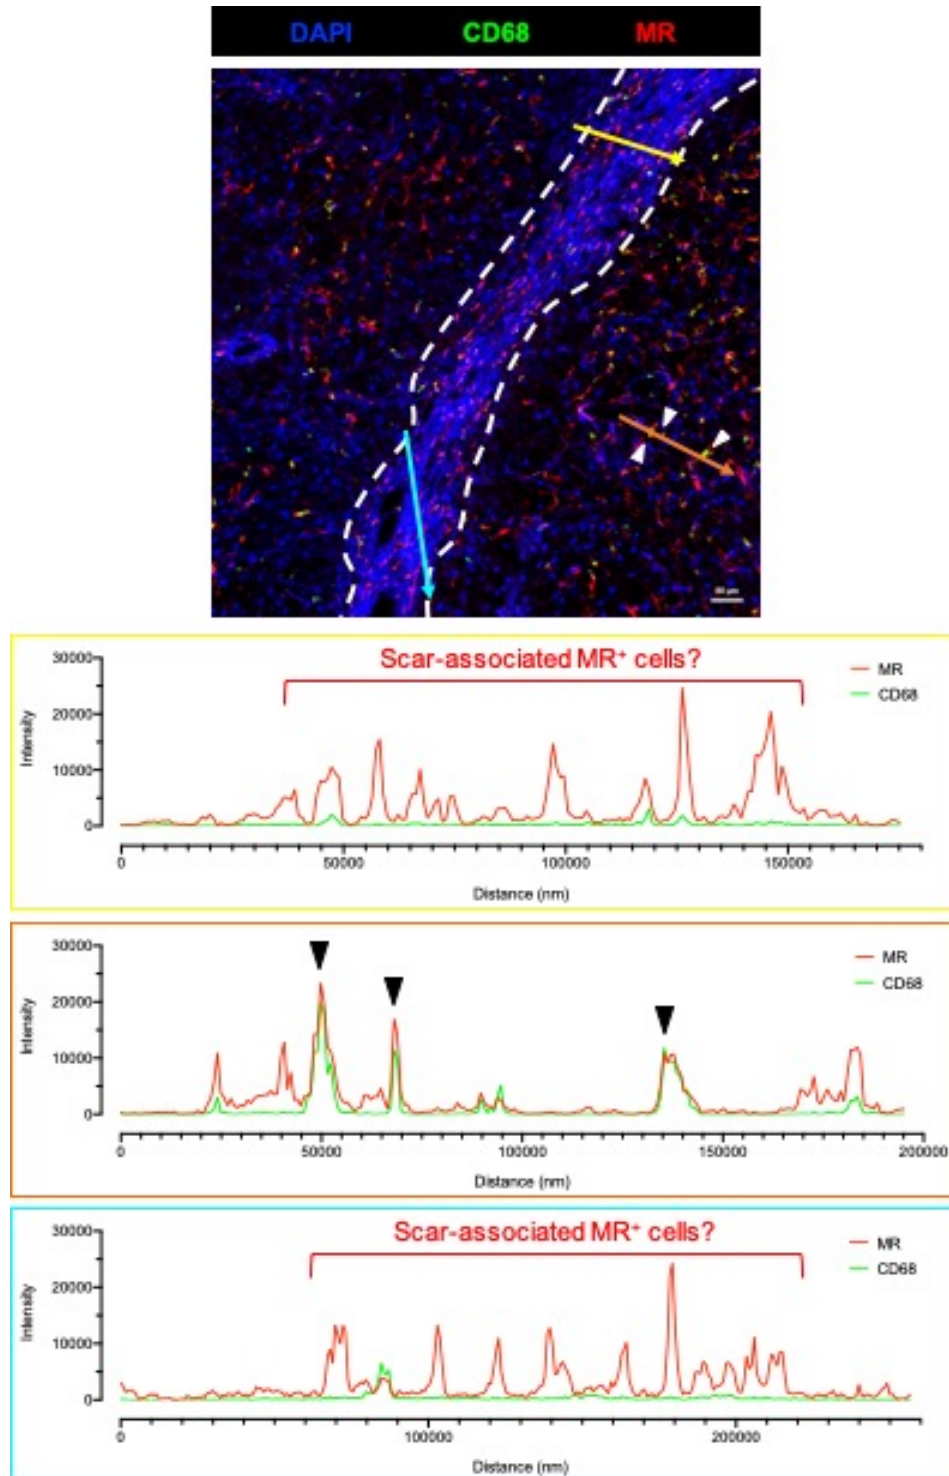 DAPI CD68 MR
50 µm
Scar-associated MR⁺ cells?
30000
20000
10000
0
Intensity
MR
CD68
0 50000 100000 150000
Distance (nm)
30000
20000
10000
0
Intensity
MR
CD68
0 50000 100000 150000 200000
Distance (nm)
Scar-associated MR⁺ cells?
30000
20000
10000
0
Intensity
MR
CD68
0 100000 200000
Distance (nm)